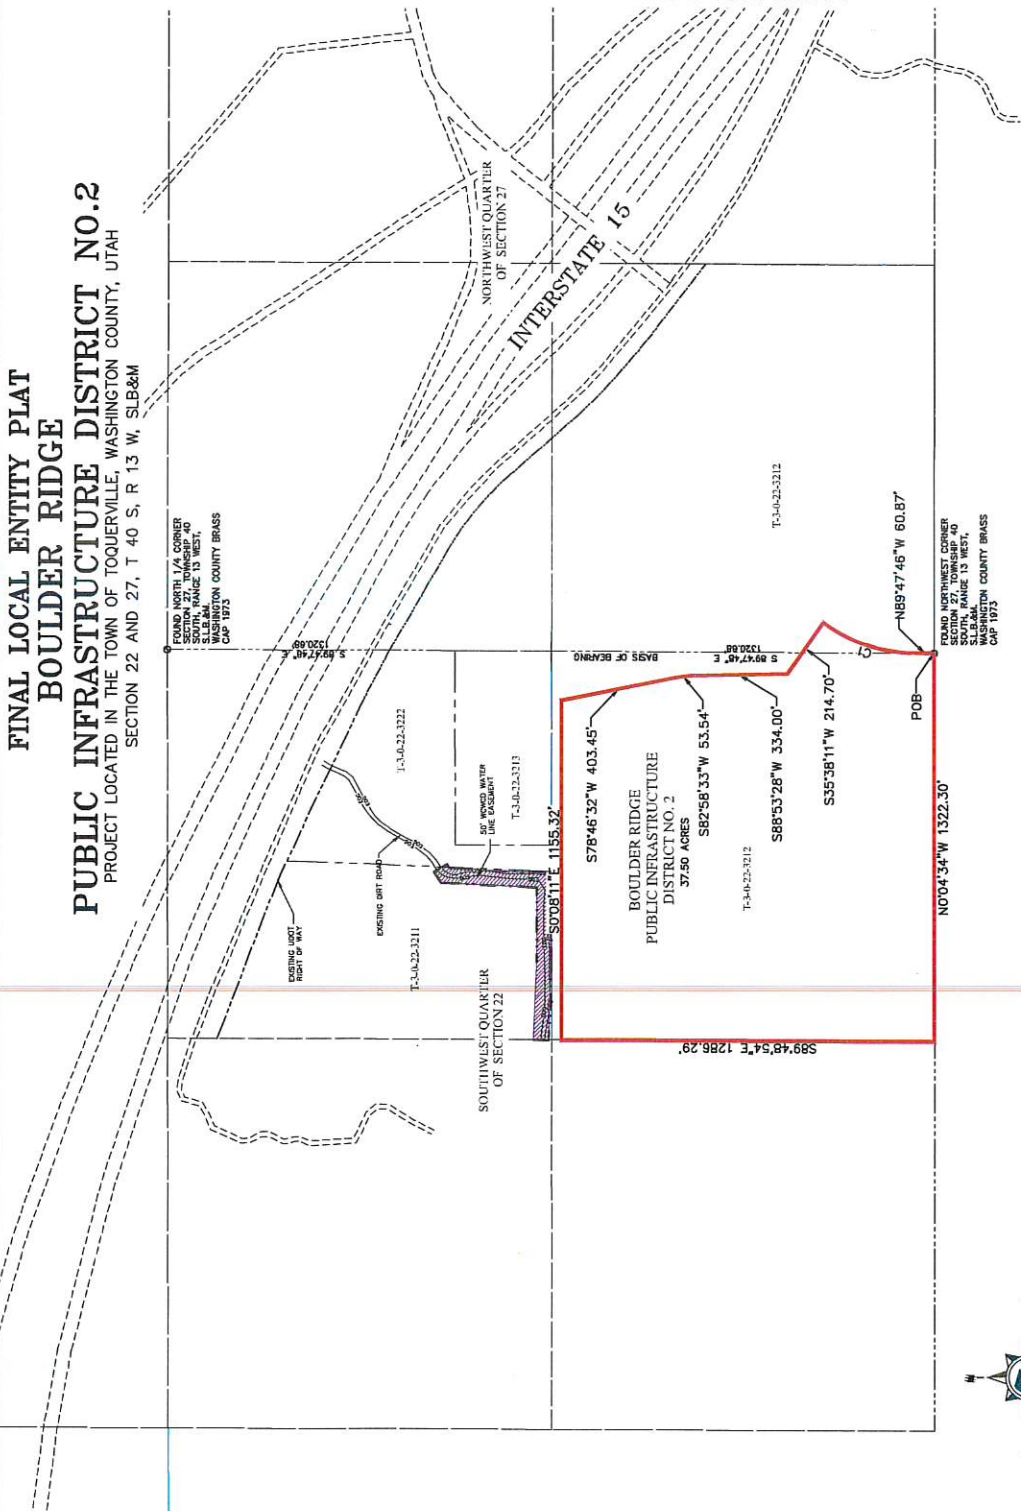 FINAL LOCAL ENTITY PLAT
BOULDER RIDGE
PUBLIC INFRASTRUCTURE DISTRICT NO.2
PROJECT LOCATED IN THE TOWN OF TOQUERVILLE, WASHINGTON COUNTY, UTAH
SECTION 22 AND 27, T 40 S, R 13 W, SLB&M
FOUND NORTH 1/4 CORNER
SECTION 27, TOWNSHIP 40
SOUTH, RANGE 13 WEST,
S.L.B.&M.
WASHINGTON COUNTY BRASS
CAP 1973
S 89°47'46" E
1320.68'
NORTHWEST QUARTER
OF SECTION 27
INTERSTATE 15
EXISTING UDOT
RIGHT OF WAY
EXISTING DIRT ROAD
T-3-0-22-3222
T-3-0-22-3211
T-3-0-22-3213
50' WCWCD WATER
LINE EASEMENT
SOUTHWEST QUARTER
OF SECTION 22
S0°08'11"E 1155.32'
BASIS OF BEARING
S 89°47'46" E
1320.68'
T-3-0-22-3212
S78°46'32"W 403.45'
BOULDER RIDGE
PUBLIC INFRASTRUCTURE
DISTRICT NO. 2
37.50 ACRES
S82°58'33"W 53.54'
T-3-0-22-3212
S88°53'28"W 334.00'
S35°38'11"W 214.70'
C1
N89°47'46"W 60.87'
POB
S89°48'54"E 1286.29'
N0°04'34"W 1322.30'
FOUND NORTHWEST CORNER
SECTION 27, TOWNSHIP 40
SOUTH, RANGE 13 WEST,
S.L.B.&M.
WASHINGTON COUNTY BRASS
CAP 1973